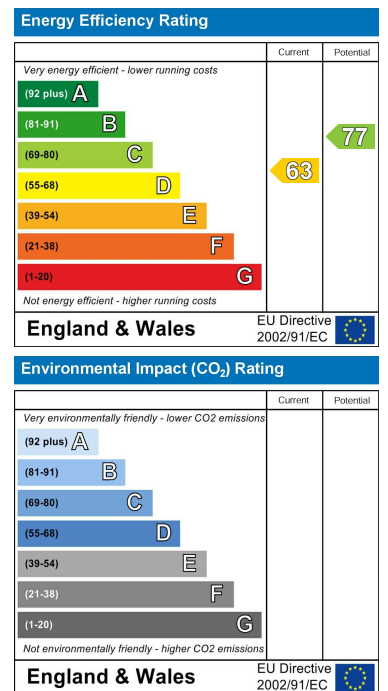 Energy Efficiency Rating
Current Potential
Very energy efficient - lower running costs
(92 plus) A
(81-91) B
77
(69-80) C
63
(55-68) D
(39-54) E
(21-38) F
(1-20) G
Not energy efficient - higher running costs
England & Wales
EU Directive
2002/91/EC
Environmental Impact (CO₂) Rating
Current Potential
Very environmentally friendly - lower CO2 emissions
(92 plus) A
(81-91) B
(69-80) C
(55-68) D
(39-54) E
(21-38) F
(1-20) G
Not environmentally friendly - higher CO2 emissions
England & Wales
EU Directive
2002/91/EC